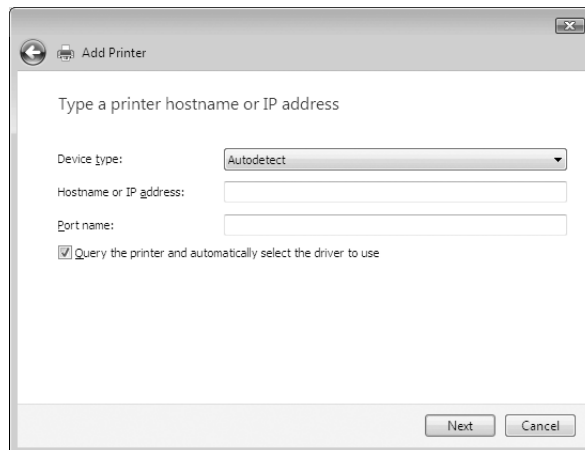 Add Printer
Type a printer hostname or IP address
Device type: Autodetect
Hostname or IP address:
Port name:
Query the printer and automatically select the driver to use
Next Cancel